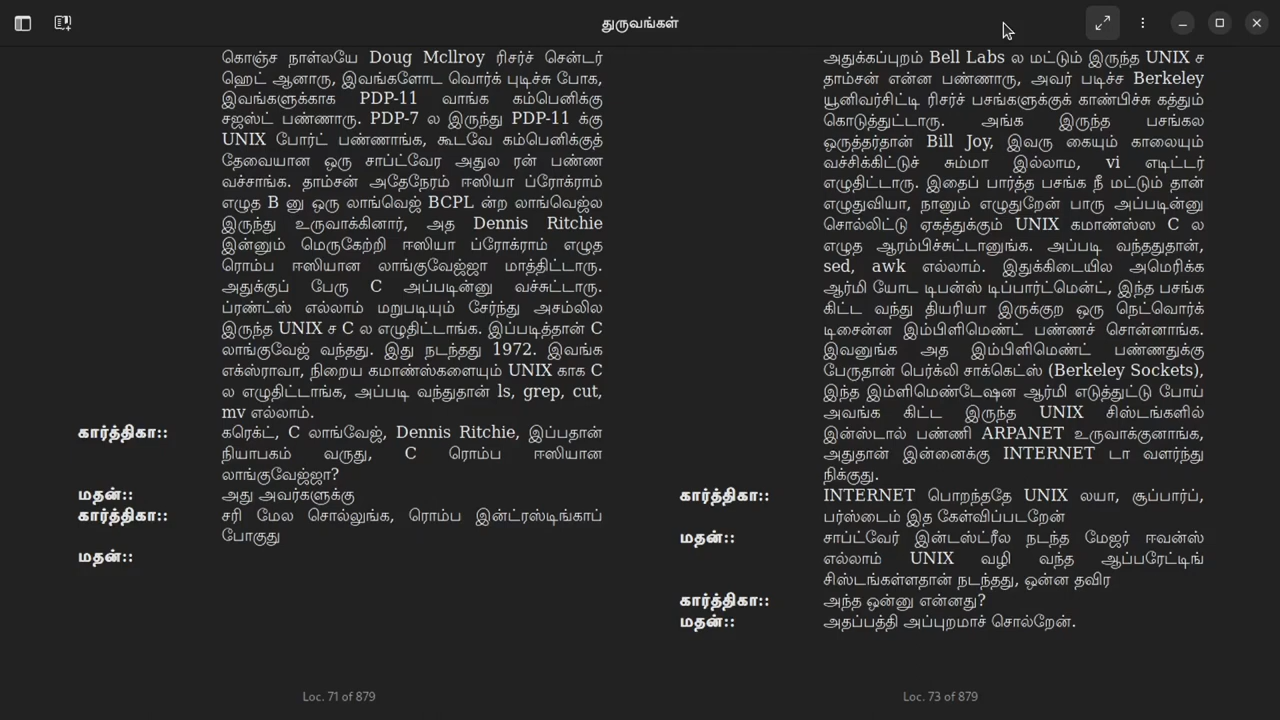 துருவங்கள்
கொஞ்ச நாள்லயே Doug Mcllroy ரிசர்ச் சென்டர்
ஹெட் ஆனாரு, இவங்களோட வொர்க் புடிச்சு போக,
இவங்களுக்காக PDP-11 வாங்க கம்பெனிக்கு
சஜஸ்ட் பண்ணாரு. PDP-7 ல இருந்து PDP-11 க்கு
UNIX போர்ட் பண்ணாங்க, கூடவே கம்பெனிக்குத்
தேவையான ஒரு சாப்ட்வேர அதுல ரன் பண்ண
வச்சாங்க. தாம்சன் அதேநேரம் ஈஸியா ப்ரோக்ராம்
எழுத B னு ஒரு லாங்வெஜ் BCPL ன்ற லாங்வெஜ்ல
இருந்து உருவாக்கினார், அத Dennis Ritchie
இன்னும் மெருகேற்றி ஈஸியா ப்ரோக்ராம் எழுத
ரொம்ப ஈஸியான லாங்குவேஜ்ஜா மாத்திட்டாரு.
அதுக்குப் பேரு C அப்படின்னு வச்சுட்டாரு.
ப்ரண்ட்ஸ் எல்லாம் மறுபடியும் சேர்ந்து அசம்லில
இருந்த UNIX ச C ல எழுதிட்டாங்க. இப்படித்தான் C
லாங்குவேஜ் வந்தது. இது நடந்தது 1972. இவங்க
எக்ஸ்ராவா, நிறைய கமாண்ஸ்களையும் UNIX காக C
ல எழுதிட்டாங்க, அப்படி வந்துதான் ls, grep, cut,
mv எல்லாம்.
கார்த்திகா:: கரெக்ட், C லாங்வேஜ், Dennis Ritchie, இப்பதான்
நியாபகம் வருது, C ரொம்ப ஈஸியான
லாங்குவேஜ்ஜா?
மதன்:: அது அவர்களுக்கு
கார்த்திகா:: சரி மேல சொல்லுங்க, ரொம்ப இன்ட்ரஸ்டிங்காப்
போகுது
மதன்::
Loc. 71 of 879
அதுக்கப்புறம் Bell Labs ல மட்டும் இருந்த UNIX ச
தாம்சன் என்ன பண்ணாரு, அவர் படிச்ச Berkeley
யூனிவர்சிட்டி ரிசர்ச் பசங்களுக்குக் காண்பிச்சு கத்தும்
கொடுத்துட்டாரு. அங்க இருந்த பசங்கல
ஒருத்தர்தான் Bill Joy, இவரு கையும் காலையும்
வச்சிக்கிட்டுச் சும்மா இல்லாம, vi எடிட்டர்
எழுதிட்டாரு. இதைப் பார்த்த பசங்க நீ மட்டும் தான்
எழுதுவியா, நானும் எழுதுறேன் பாரு அப்படின்னு
சொல்லிட்டு ஏகத்துக்கும் UNIX கமாண்ஸ்ஸ C ல
எழுத ஆரம்பிச்சுட்டானுங்க. அப்படி வந்ததுதான்,
sed, awk எல்லாம். இதுக்கிடையில அமெரிக்க
ஆர்மி யோட டிபன்ஸ் டிப்பார்ட்மென்ட், இந்த பசங்க
கிட்ட வந்து தியரியா இருக்குற ஒரு நெட்வொர்க்
டிசைன்ன இம்பிளிமெண்ட் பண்ணச் சொன்னாங்க.
இவனுங்க அத இம்பிளிமெண்ட் பண்ணதுக்கு
பேருதான் பெர்க்லி சாக்கெட்ஸ் (Berkeley Sockets),
இந்த இம்ளிமெண்டேஷன ஆர்மி எடுத்துட்டு போய்
அவங்க கிட்ட இருந்த UNIX சிஸ்டங்களில்
இன்ஸ்டால் பண்ணி ARPANET உருவாக்குனாங்க,
அதுதான் இன்னைக்கு INTERNET டா வளர்ந்து
நிக்குது.
கார்த்திகா:: INTERNET பொறந்ததே UNIX லயா, சூப்பார்ப்,
பர்ஸ்டைம் இத கேள்விப்படறேன்
மதன்:: சாப்ட்வேர் இன்டஸ்ட்ரீல நடந்த மேஜர் ஈவன்ஸ்
எல்லாம் UNIX வழி வந்த ஆப்பரேட்டிங்
சிஸ்டங்கள்ளதான் நடந்தது, ஒன்ன தவிர
கார்த்திகா:: அந்த ஒன்னு என்னது?
மதன்:: அதப்பத்தி அப்புறமாச் சொல்றேன்.
Loc. 73 of 879